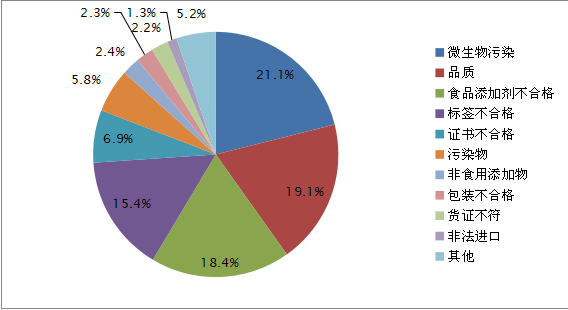 2.3%
1.3%
5.2%
2.2%
2.4%
5.8%
6.9%
15.4%
18.4%
19.1%
21.1%
微生物污染
品质
食品添加剂不合格
标签不合格
证书不合格
污染物
非食用添加物
包装不合格
货证不符
非法进口
其他